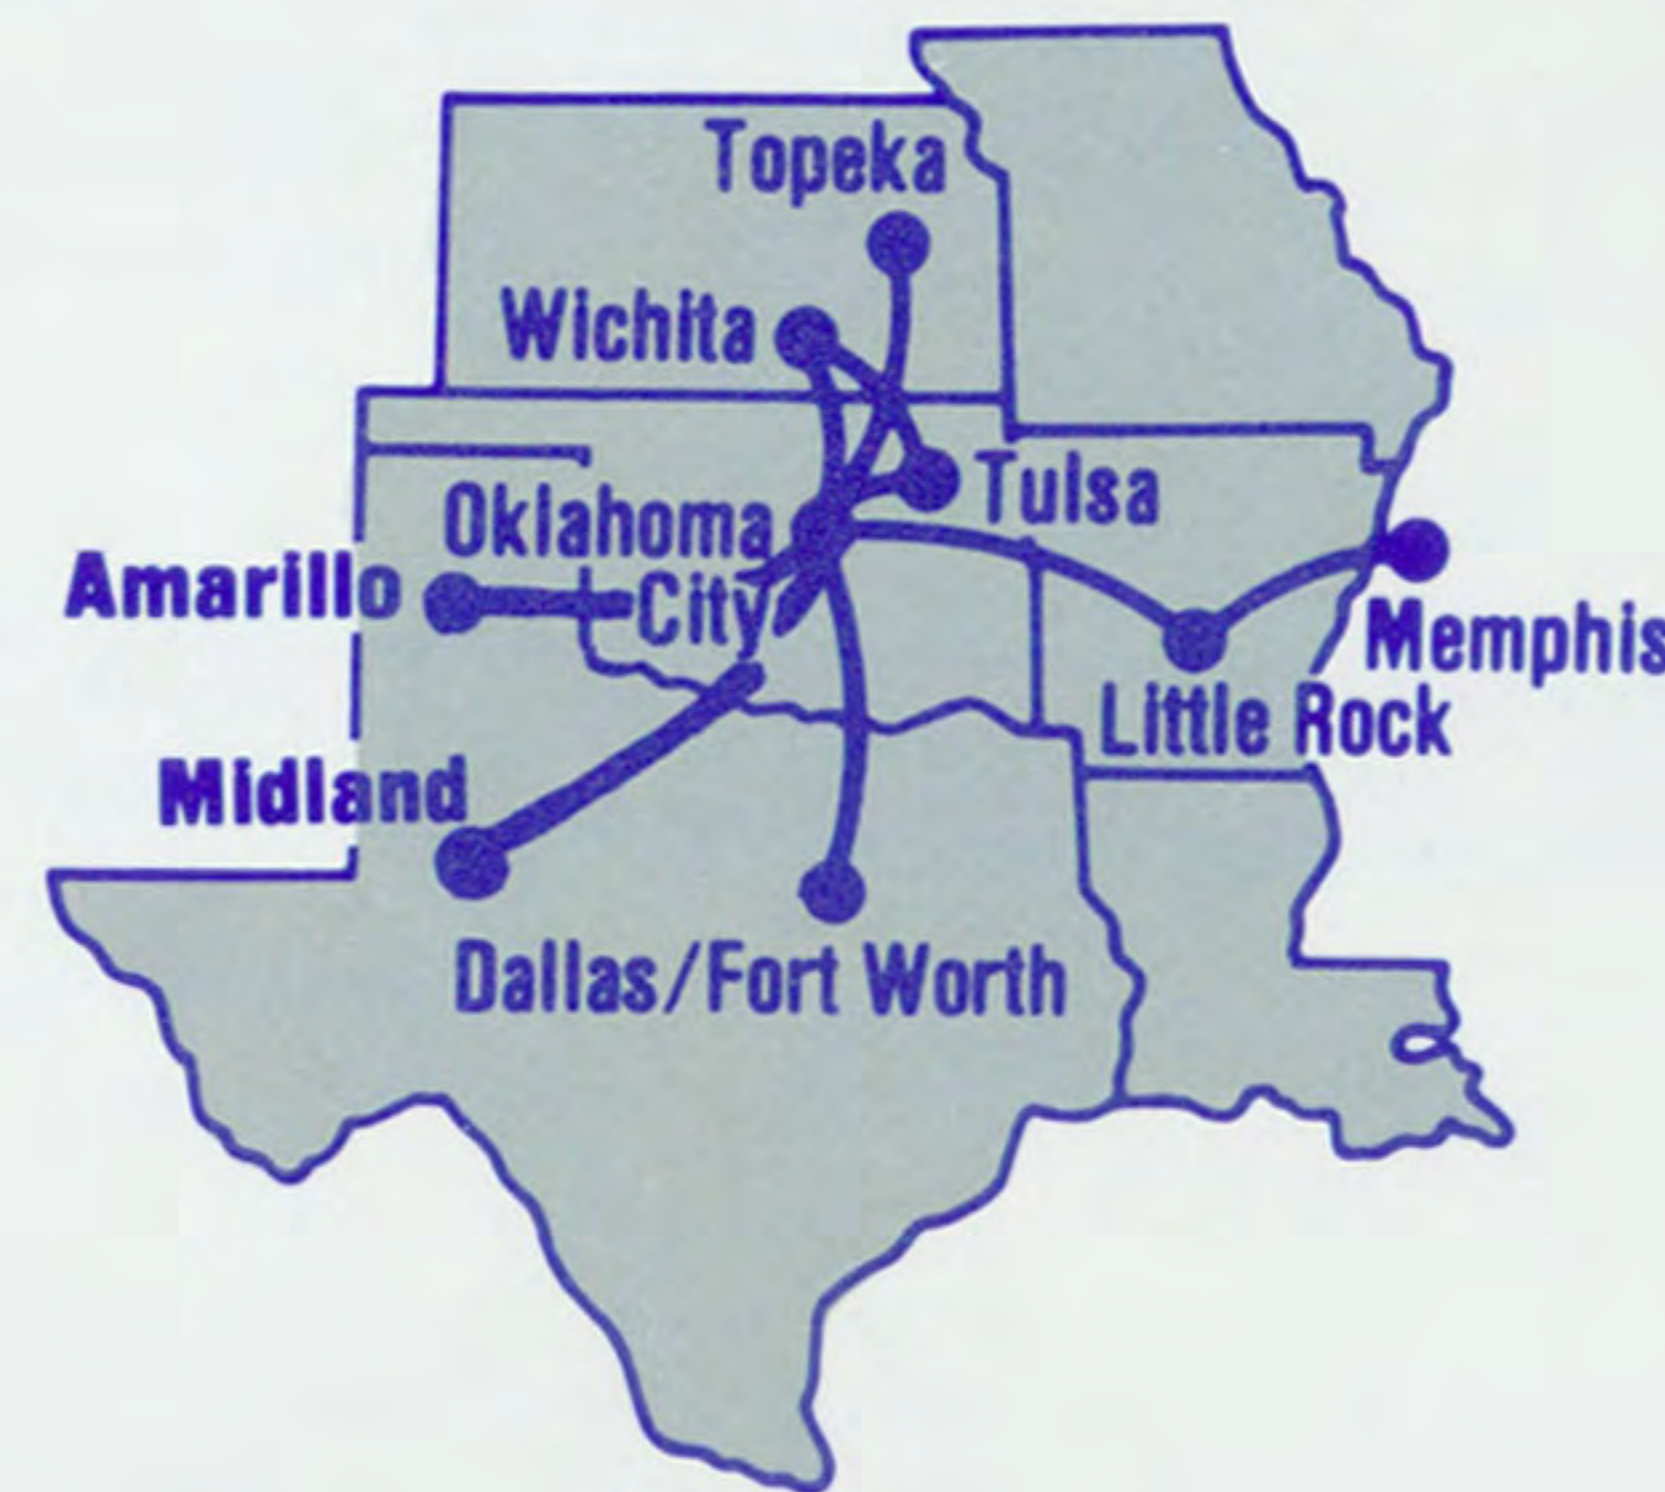 Topeka
Wichita
Tulsa
Oklahoma
City
Amarillo
Memphis
Little Rock
Midland
Dallas/Fort Worth